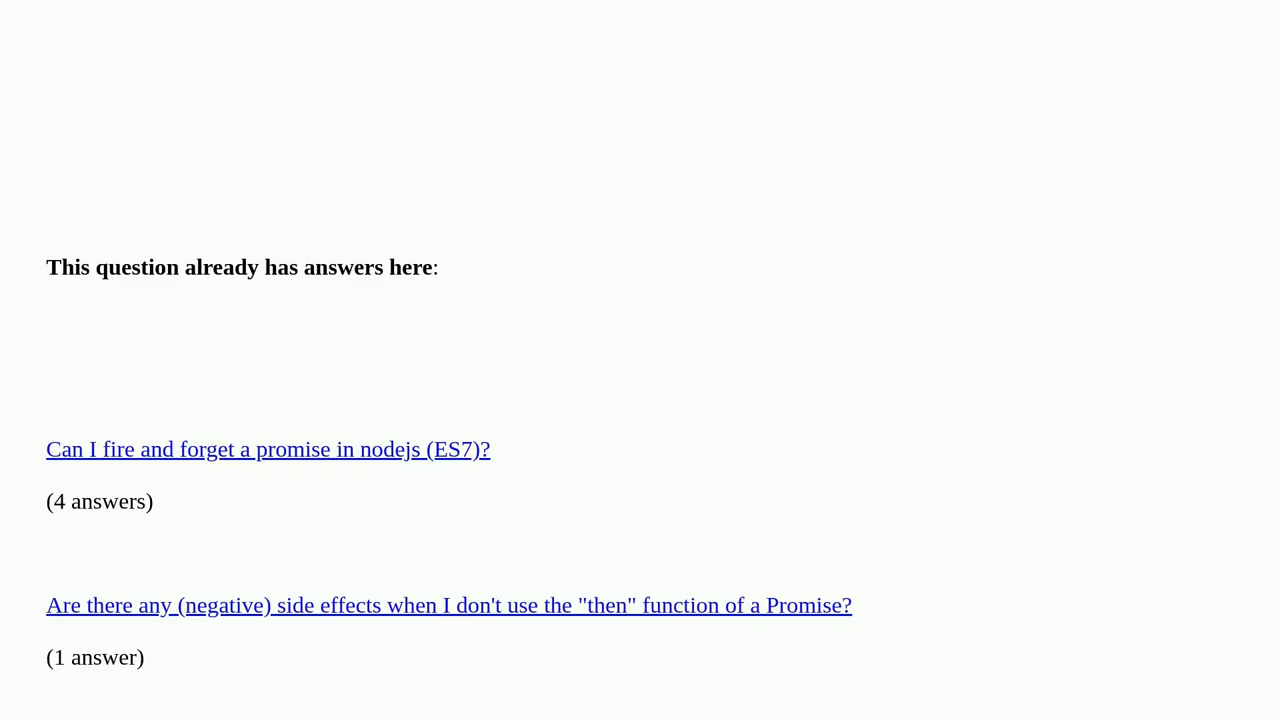 This question already has answers here:
Can I fire and forget a promise in nodejs (ES7)?
(4 answers)
Are there any (negative) side effects when I don't use the "then" function of a Promise?
(1 answer)